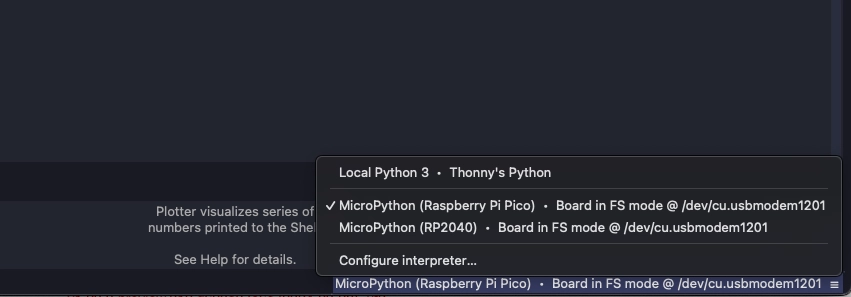 Local Python 3 • Thonny's Python
✓ MicroPython (Raspberry Pi Pico) • Board in FS mode @ /dev/cu.usbmodem1201
MicroPython (RP2040) • Board in FS mode @ /dev/cu.usbmodem1201
Configure interpreter...
Plotter visualizes series of
numbers printed to the
See Help for details.
MicroPython (Raspberry Pi Pico) • Board in FS mode @ /dev/cu.usbmodem1201 ≡